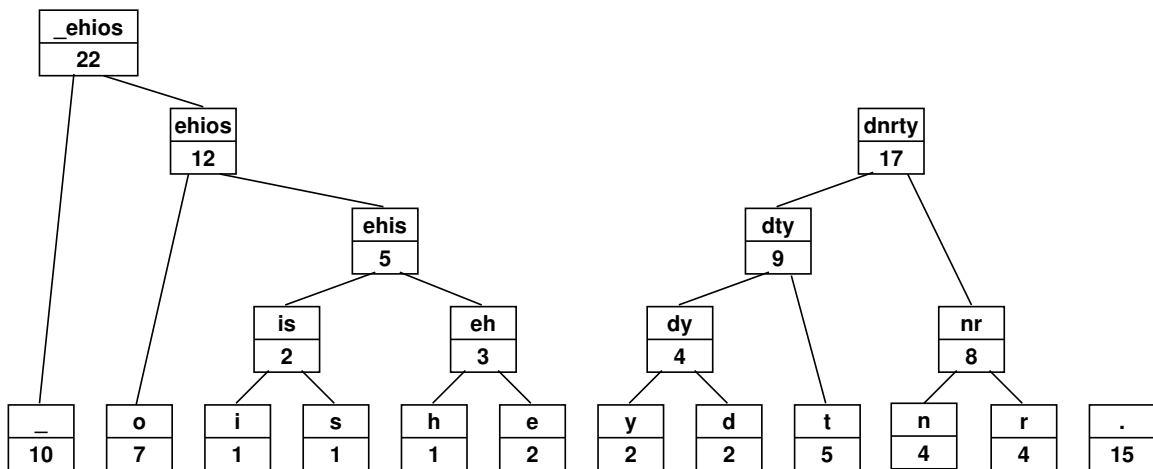 _ehios
22
ehios
12
dnrty
17
ehis
5
dty
9
is
2
eh
3
dy
4
nr
8
_ o i s h e y d t n r .
10 7 1 1 1 2 2 2 5 4 4 15